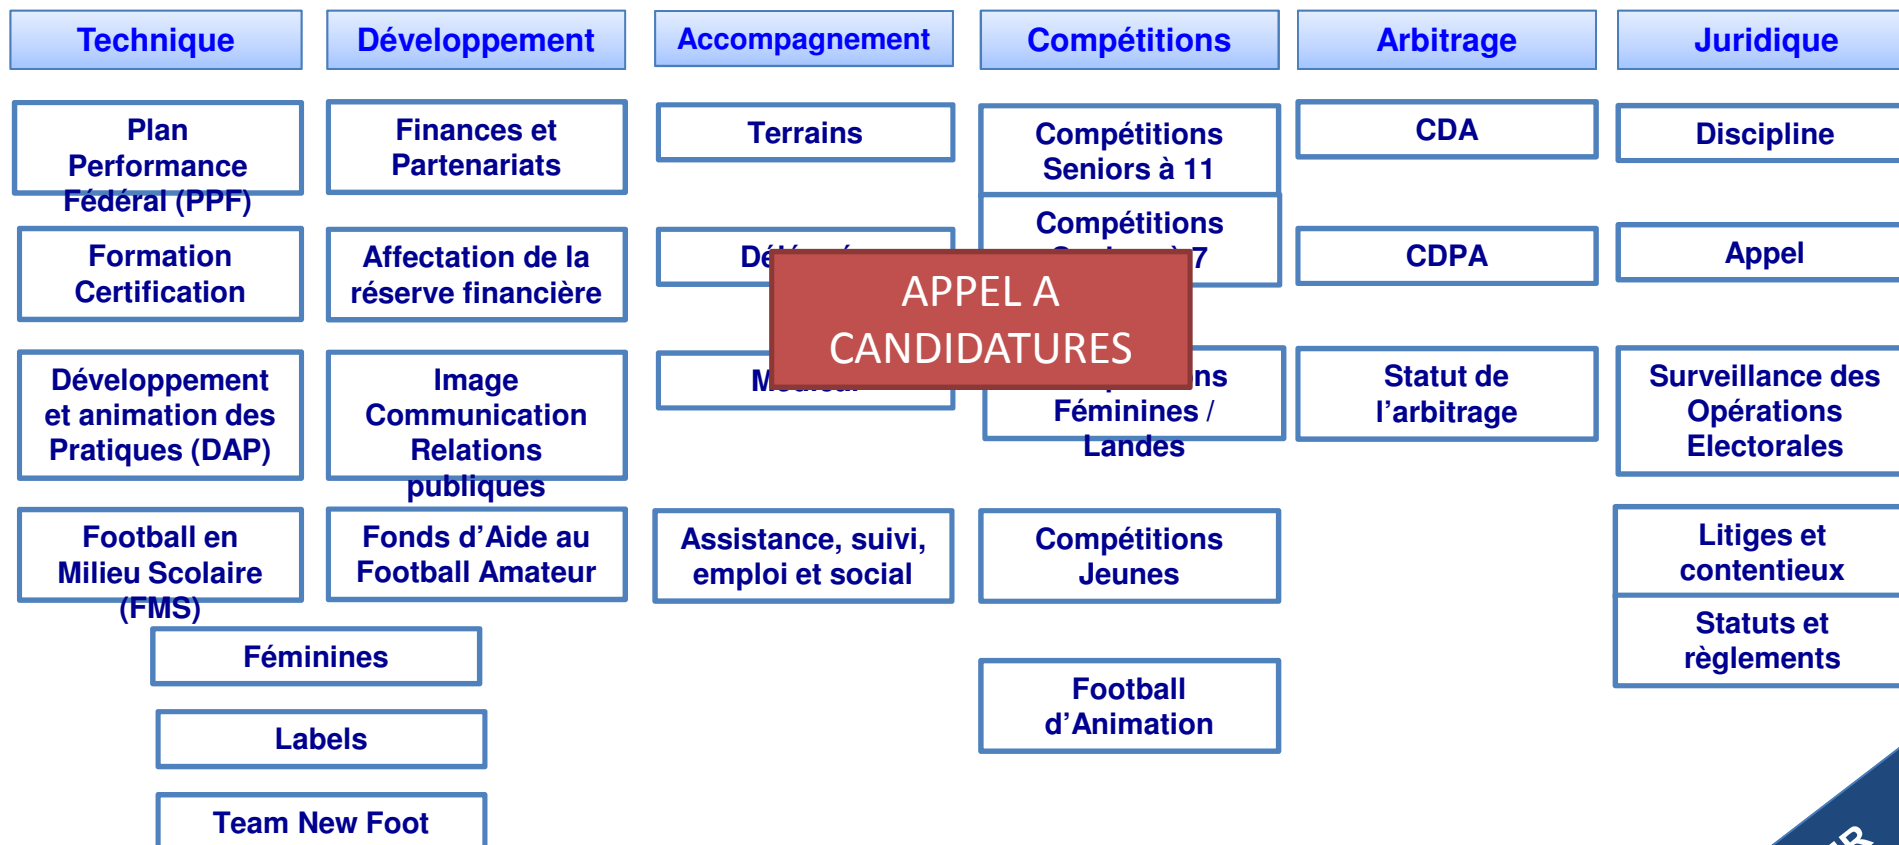 Technique
Développement
Accompagnement
Compétitions
Arbitrage
Juridique
Plan
Performance
Fédéral (PPF)
Formation
Certification
Développement
et animation des
Pratiques (DAP)
Football en
Milieu Scolaire
(FMS)
Finances et
Partenariats
Affectation de la
réserve financière
Image
Communication
Relations
publiques
Fonds d’Aide au
Football Amateur
Féminines
Labels
Team New Foot
Terrains
Assistance, suivi,
emploi et social
Compétitions
Seniors à 11
Compétitions
7
APPEL A
CANDIDATURES
Féminines /
Landes
Compétitions
Jeunes
Football
d’Animation
CDA
CDPA
Statut de
l’arbitrage
Discipline
Appel
Surveillance des
Opérations
Electorales
Litiges et
contentieux
Statuts et
règlements